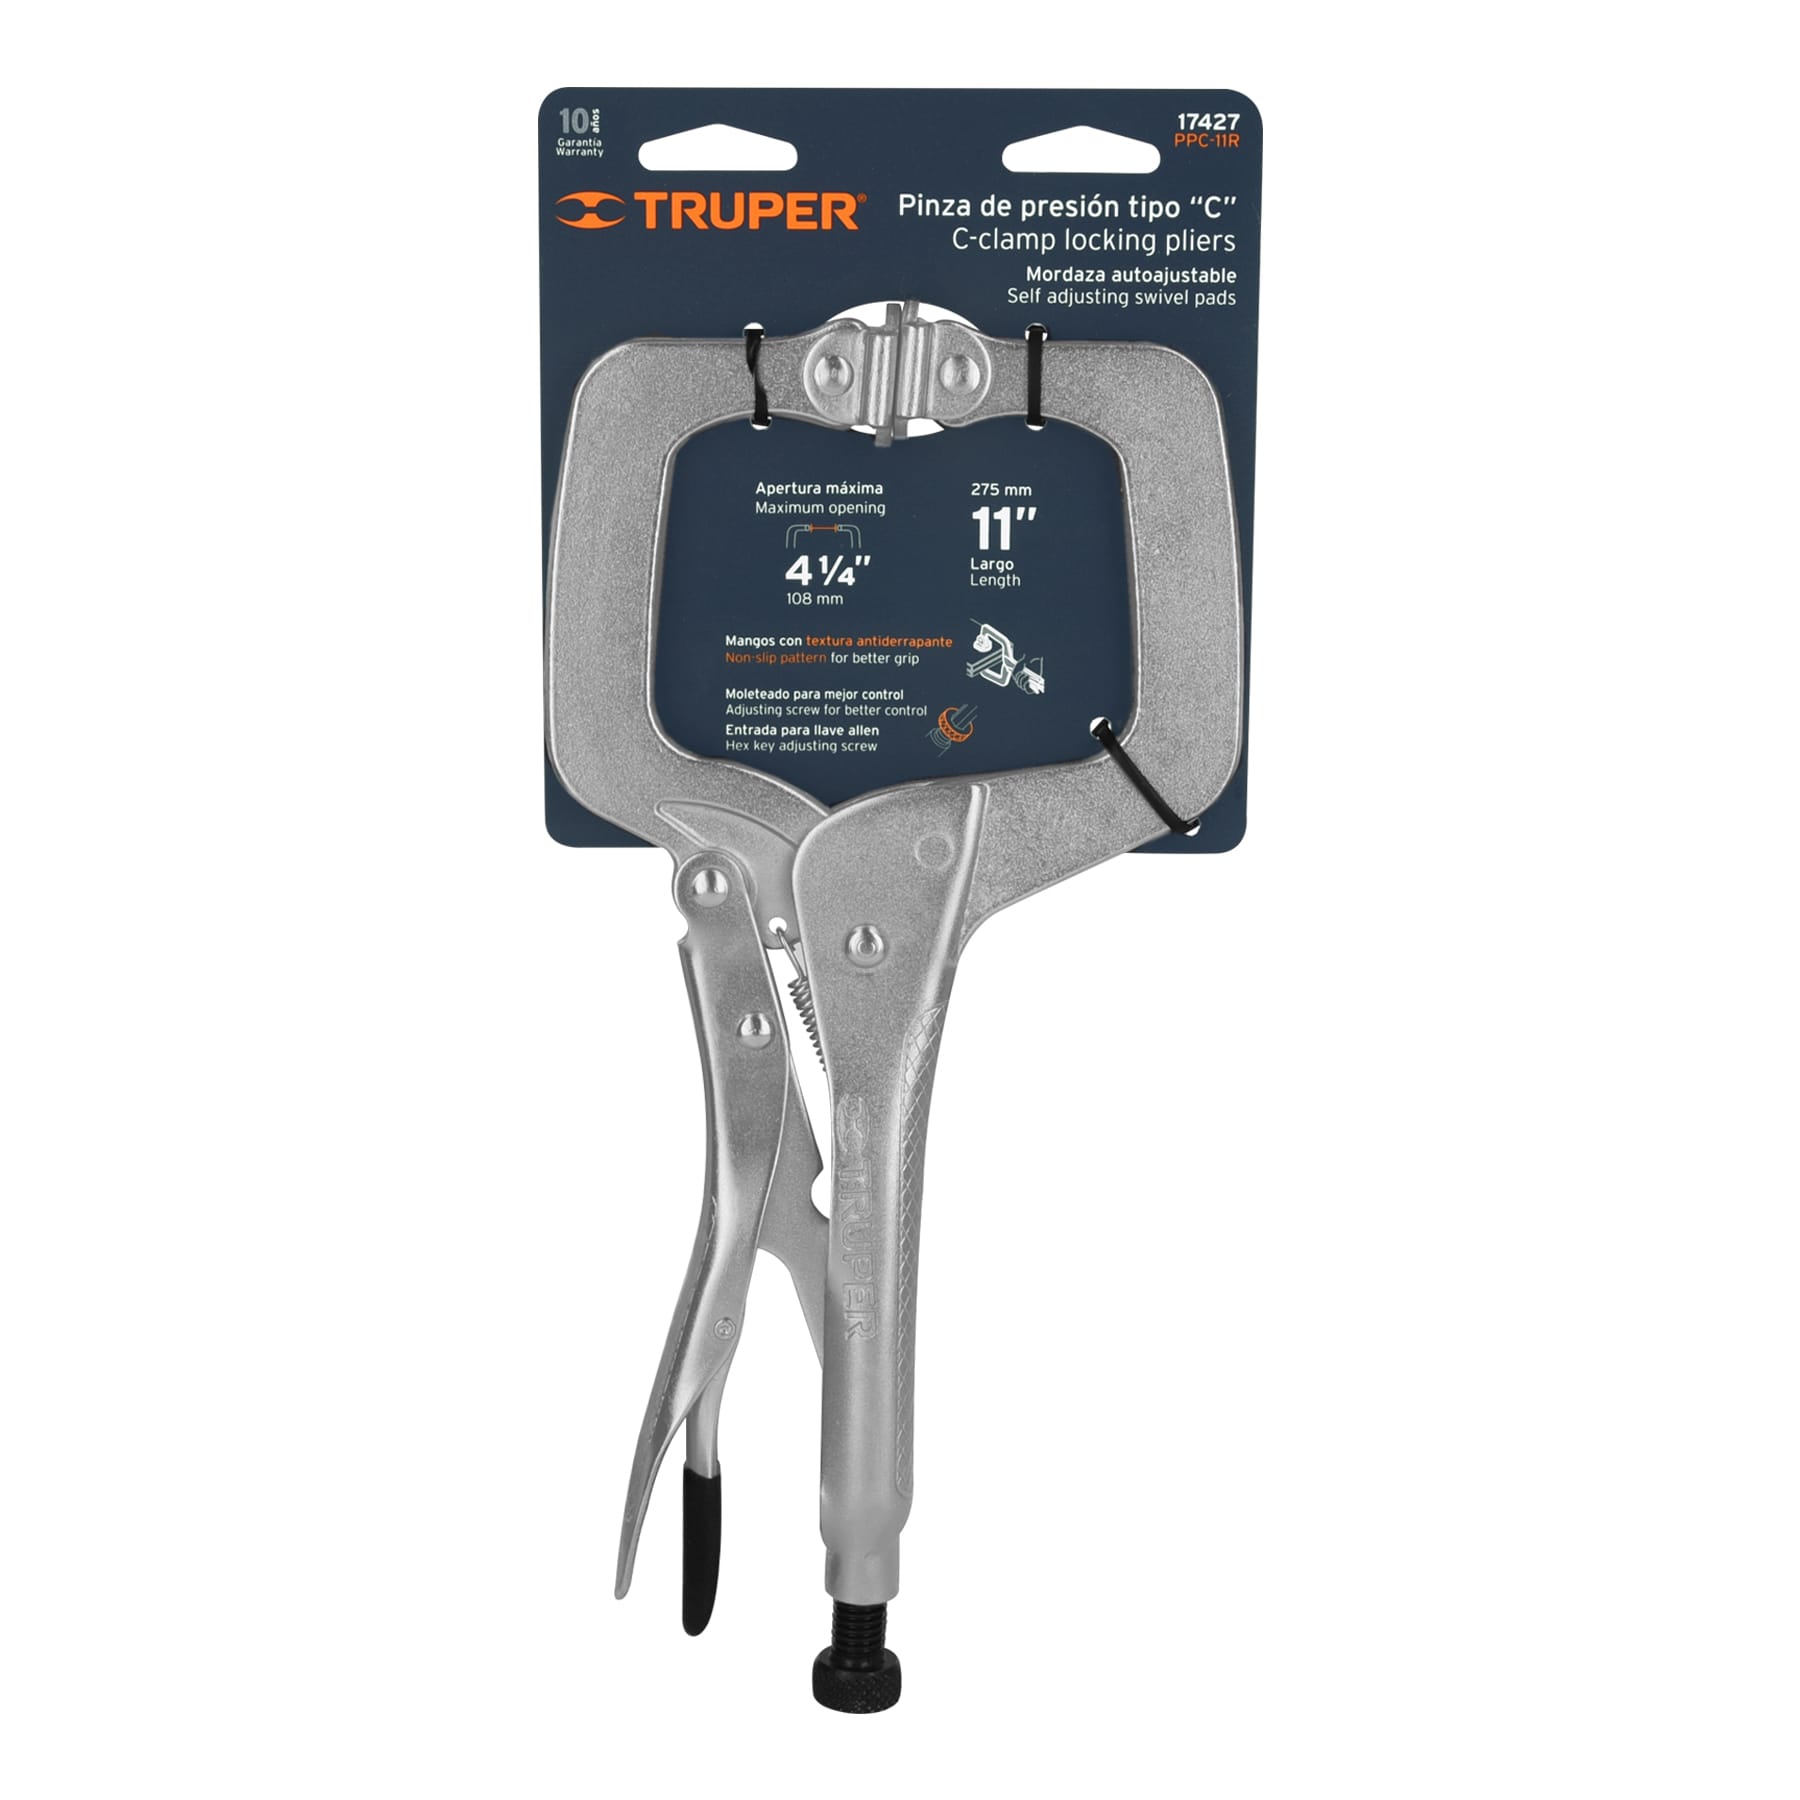 10 años
Garantía
Warranty
17427
PPC-11R
TRUPER®
Pinza de presión tipo “C”
C-clamp locking pliers
Mordaza autoajustable
Self adjusting swivel pads
Apertura máxima
Maximum opening
4 1/4"
108 mm
275 mm
11"
Largo
Length
Mangos con textura antiderrapante
Non-slip pattern for better grip
Moleteado para mejor control
Adjusting screw for better control
Entrada para llave allen
Hex key adjusting screw
TRUPER